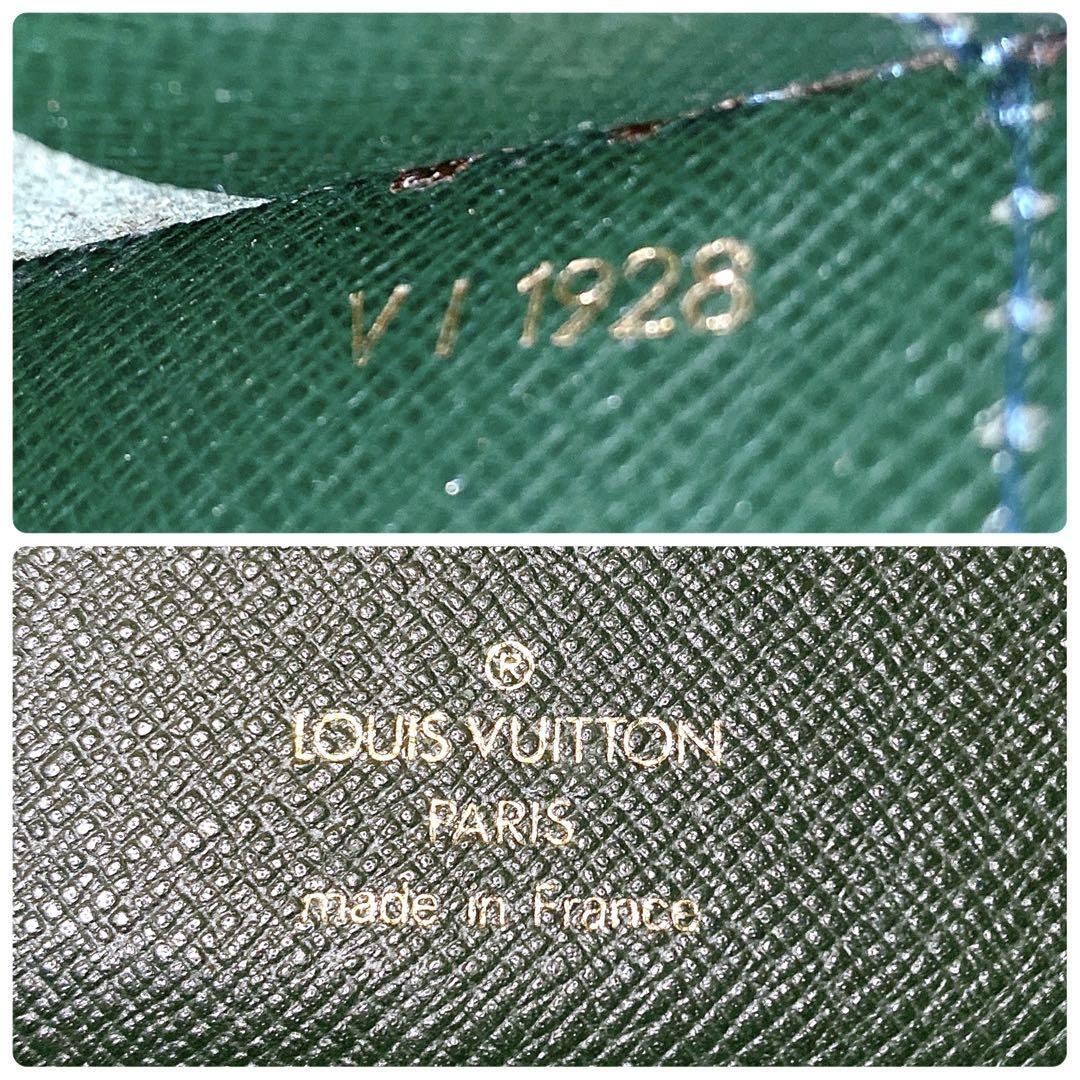 VI 1928
®
LOUIS VUITTON
PARIS
made in France